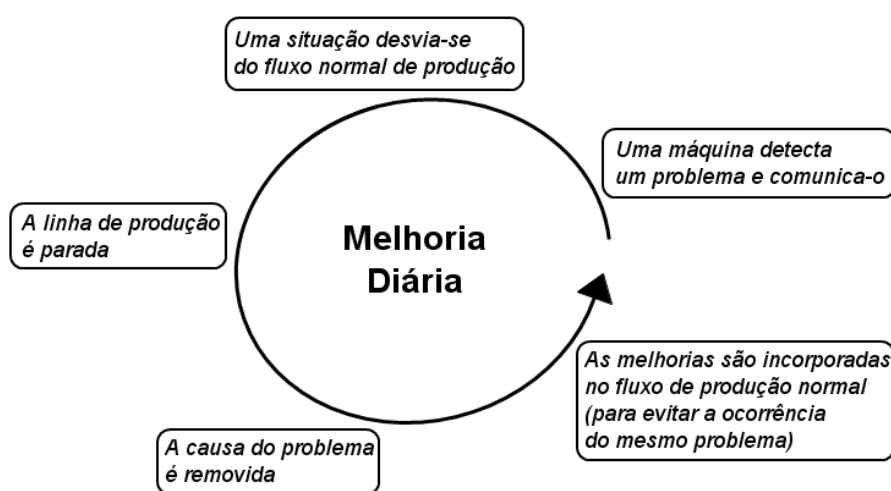 Uma situação desvia-se
do fluxo normal de produção
Uma máquina detecta
um problema e comunica-o
A linha de produção
é parada
Melhoria
Diária
As melhorias são incorporadas
no fluxo de produção normal
(para evitar a ocorrência
do mesmo problema)
A causa do problema
é removida